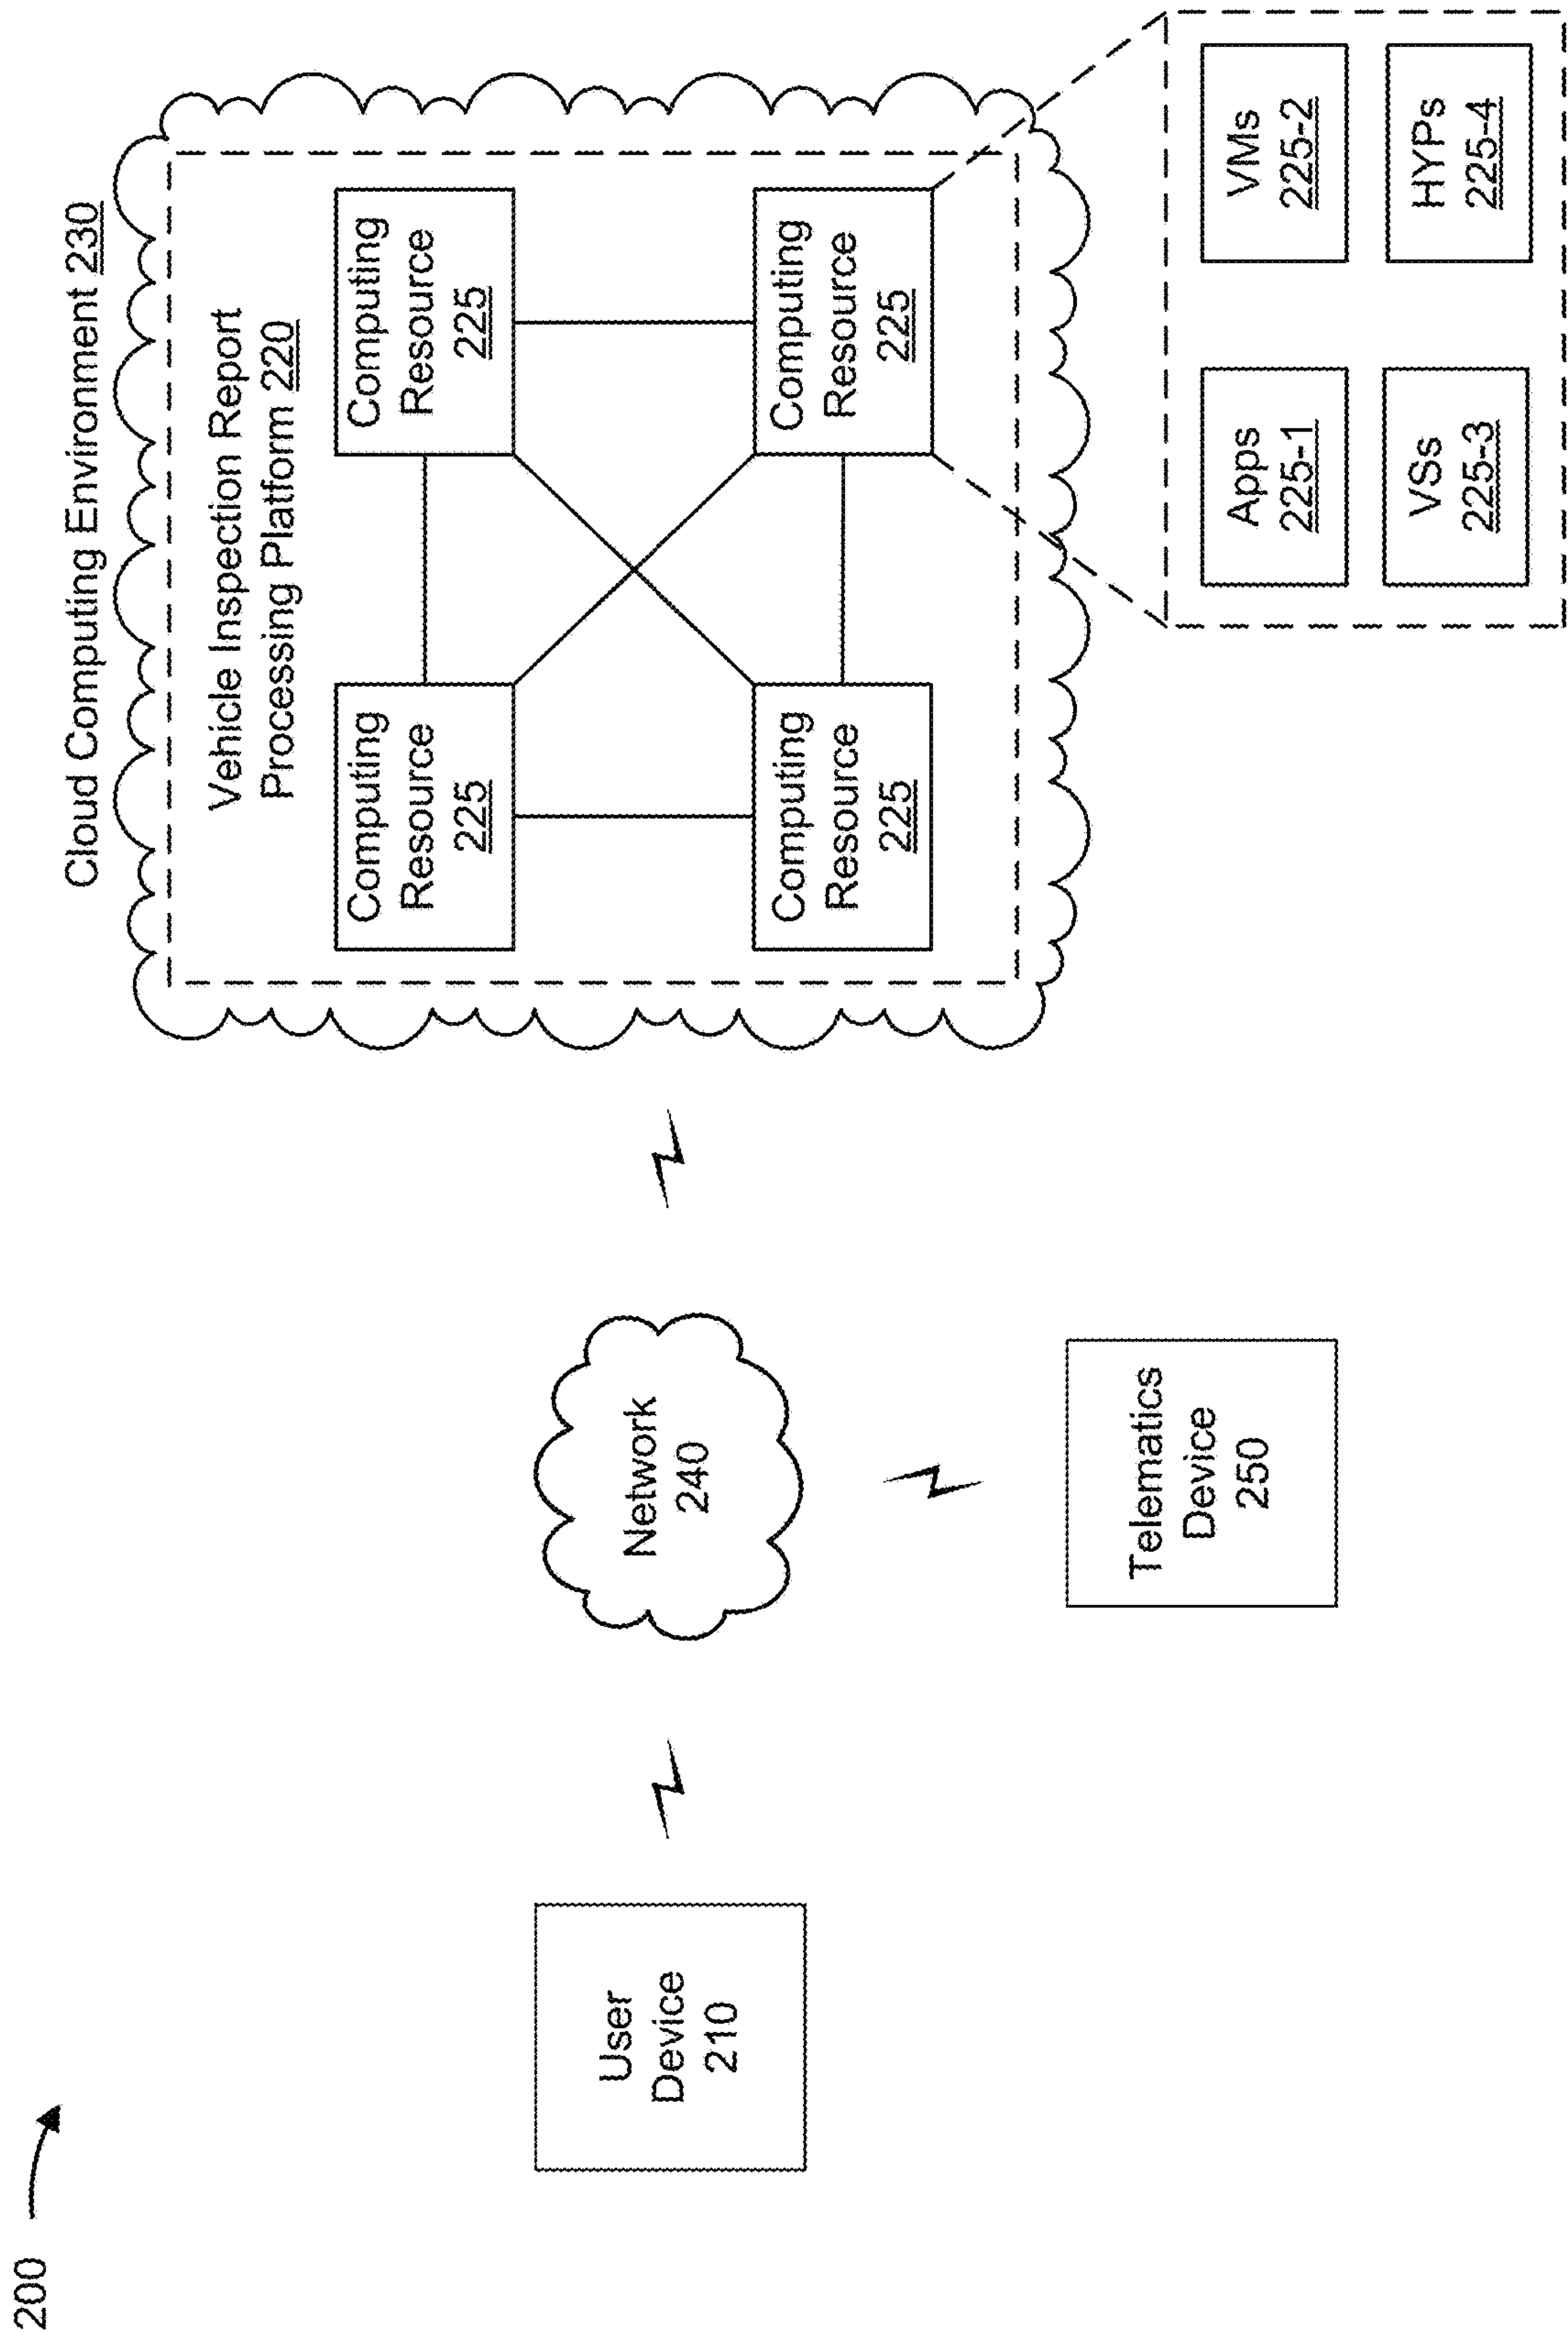 200
Cloud Computing Environment 230
Vehicle Inspection Report
Processing Platform 220
Computing
Resource
225
Computing
Resource
225
Computing
Resource
225
Computing
Resource
225
User
Device
210
Network
240
Telematics
Device
250
Apps
225-1
VMs
225-2
VSs
225-3
HYPs
225-4